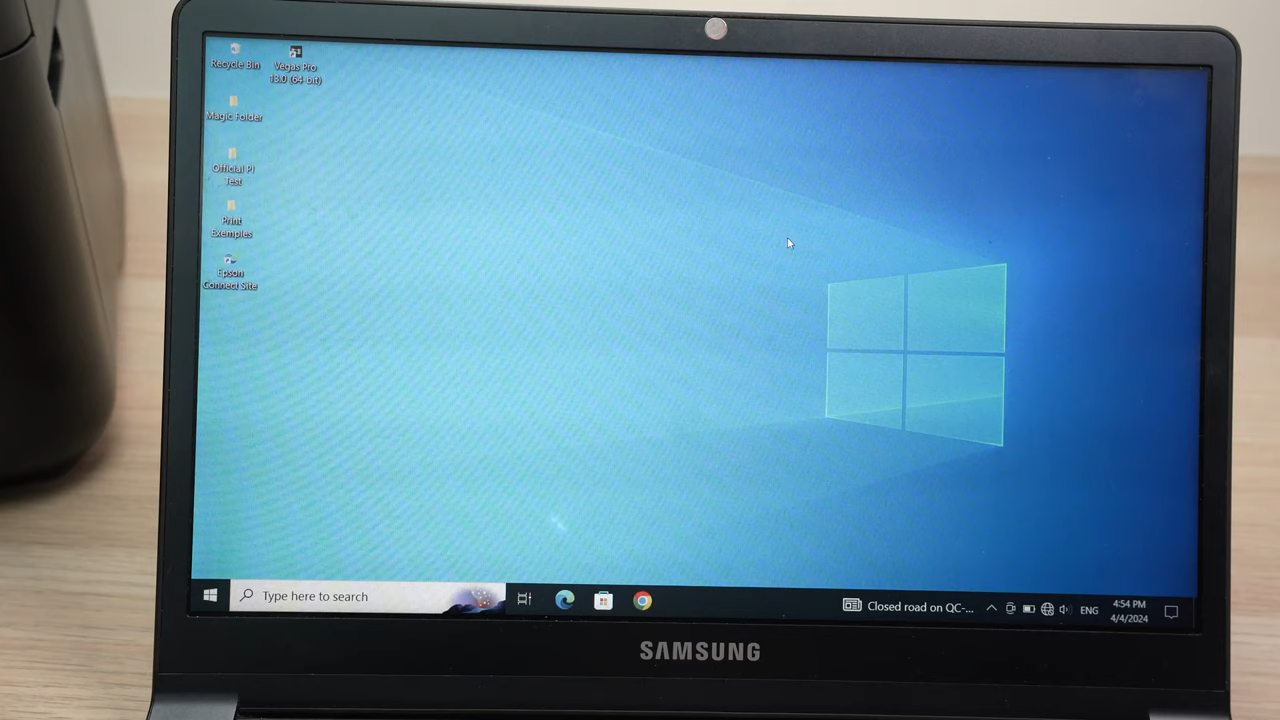 Recycle Bin
Vegas Pro
13.0 (64-bit)
Magic Folder
Official PI
Test
Print
Exemples
Epson
Connect Site
Type here to search
Closed road on QC-...
ENG
4:54 PM
4/4/2024
SAMSUNG